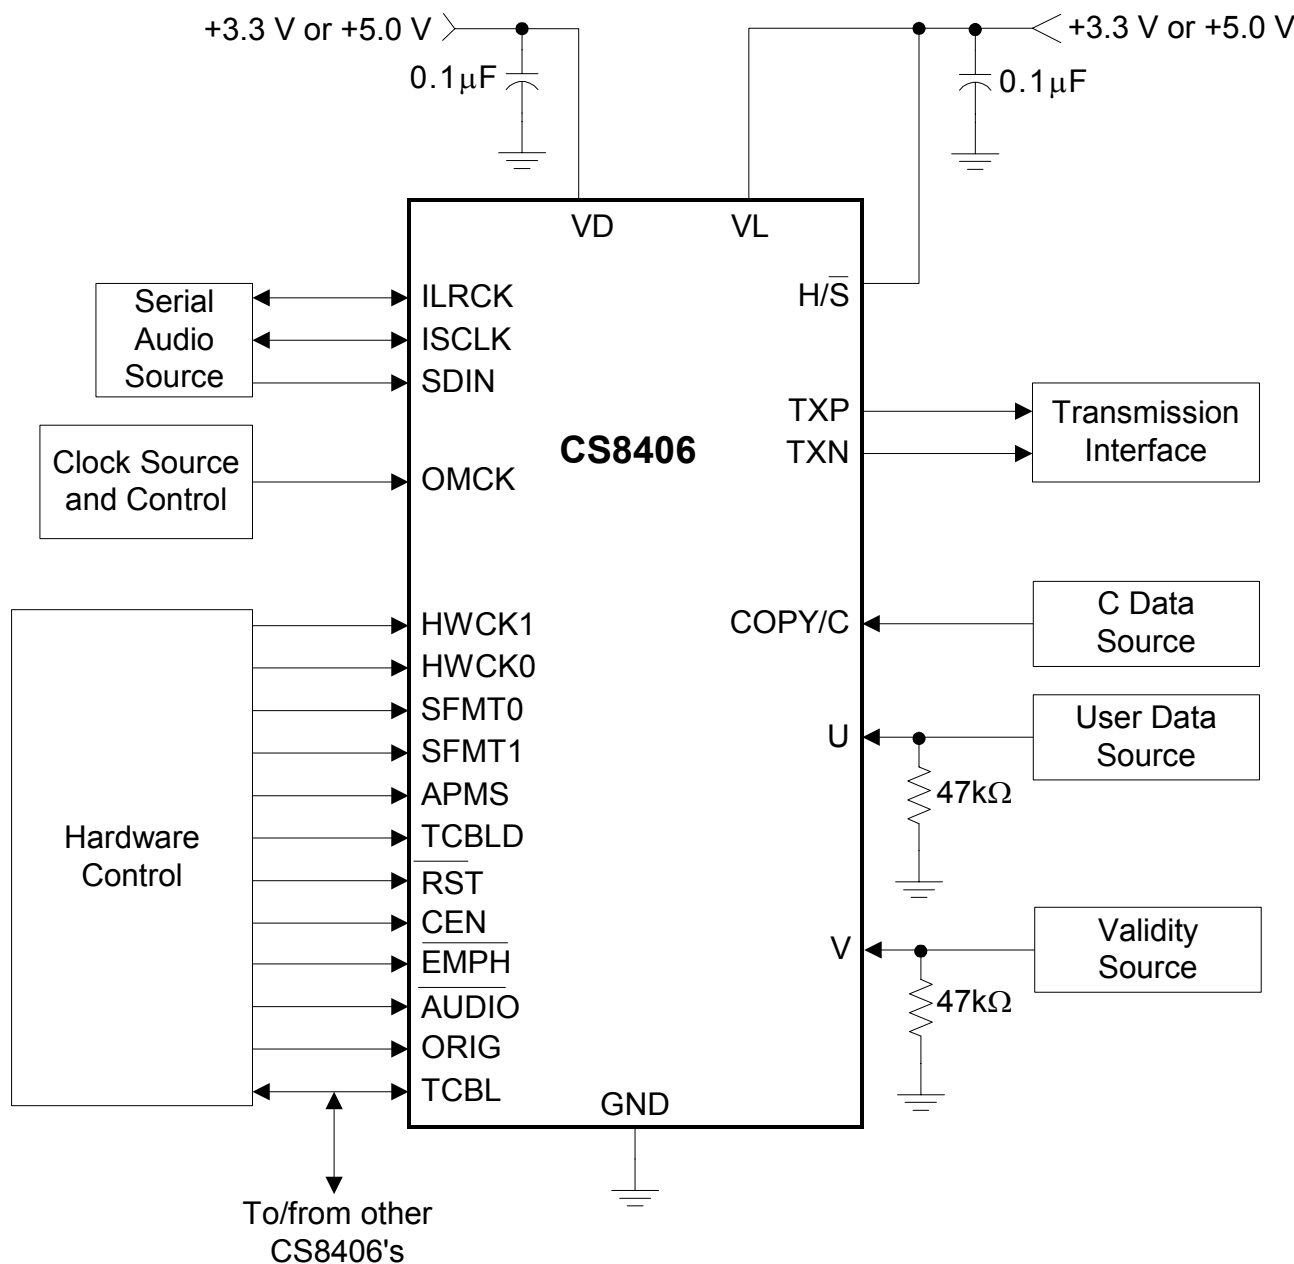 +3.3 V or +5.0 V
+3.3 V or +5.0 V
0.1µF
0.1µF
VD
VL
H/S̅
Serial
Audio
Source
ILRCK
ISCLK
SDIN
TXP
TXN
Transmission
Interface
CS8406
Clock Source
and Control
OMCK
HWCK1
HWCK0
SFMT0
SFMT1
APMS
TCBLD
R̅S̅T̅
CEN
E̅M̅P̅H̅
A̅U̅D̅I̅O̅
ORIG
TCBL
Hardware
Control
COPY/C
C Data
Source
U
User Data
Source
47kΩ
V
Validity
Source
47kΩ
GND
To/from other
CS8406's